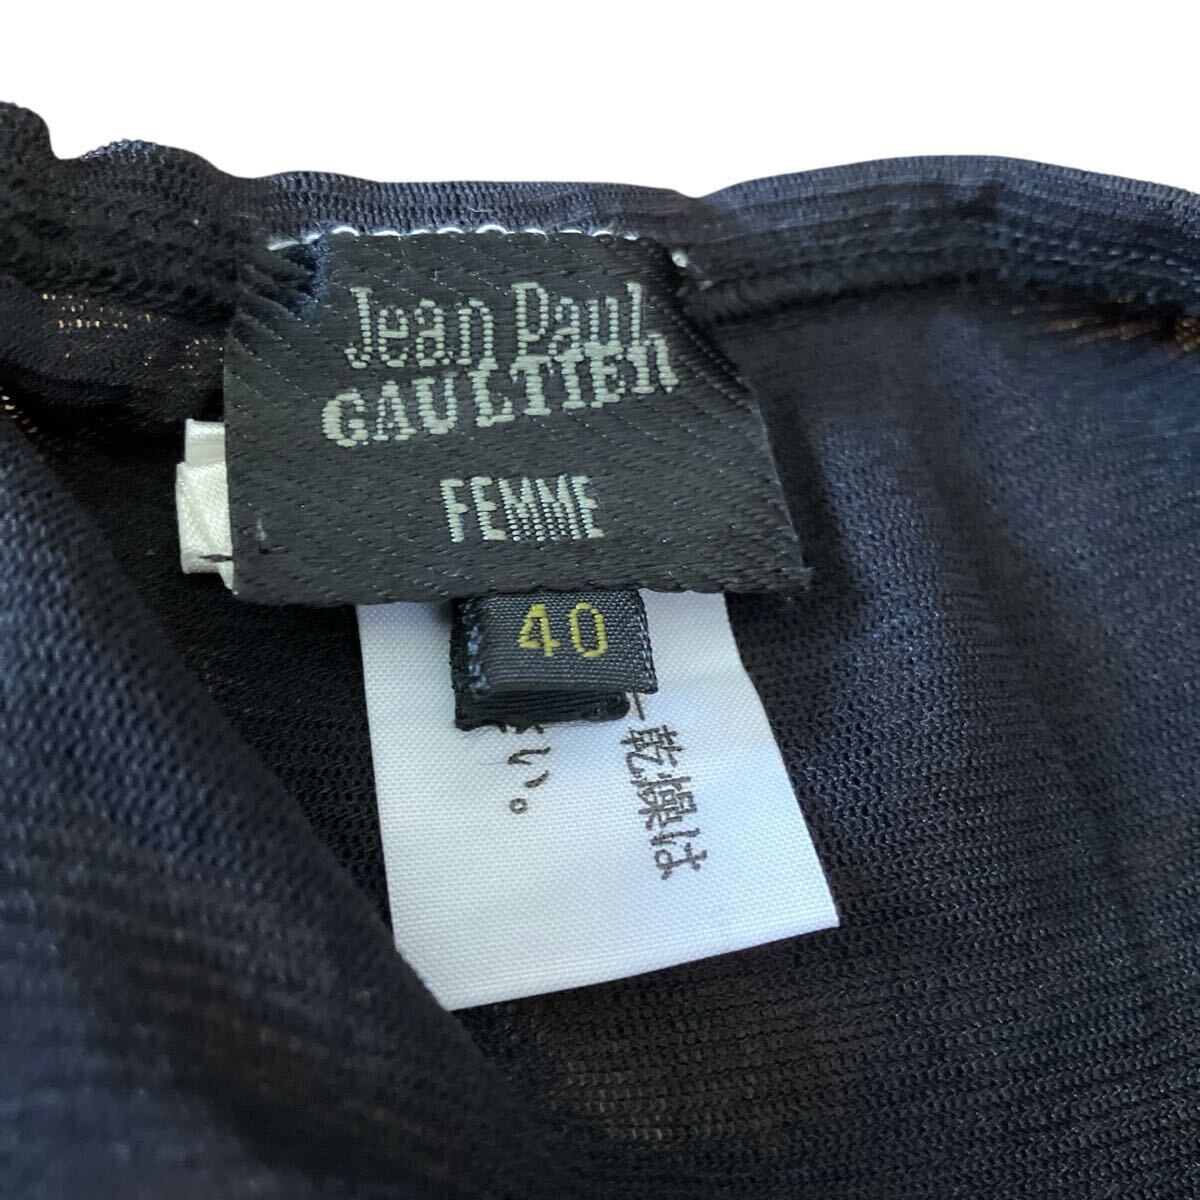 Jean Paul
GAULTIER
FEMME
40
乾燥は
い。